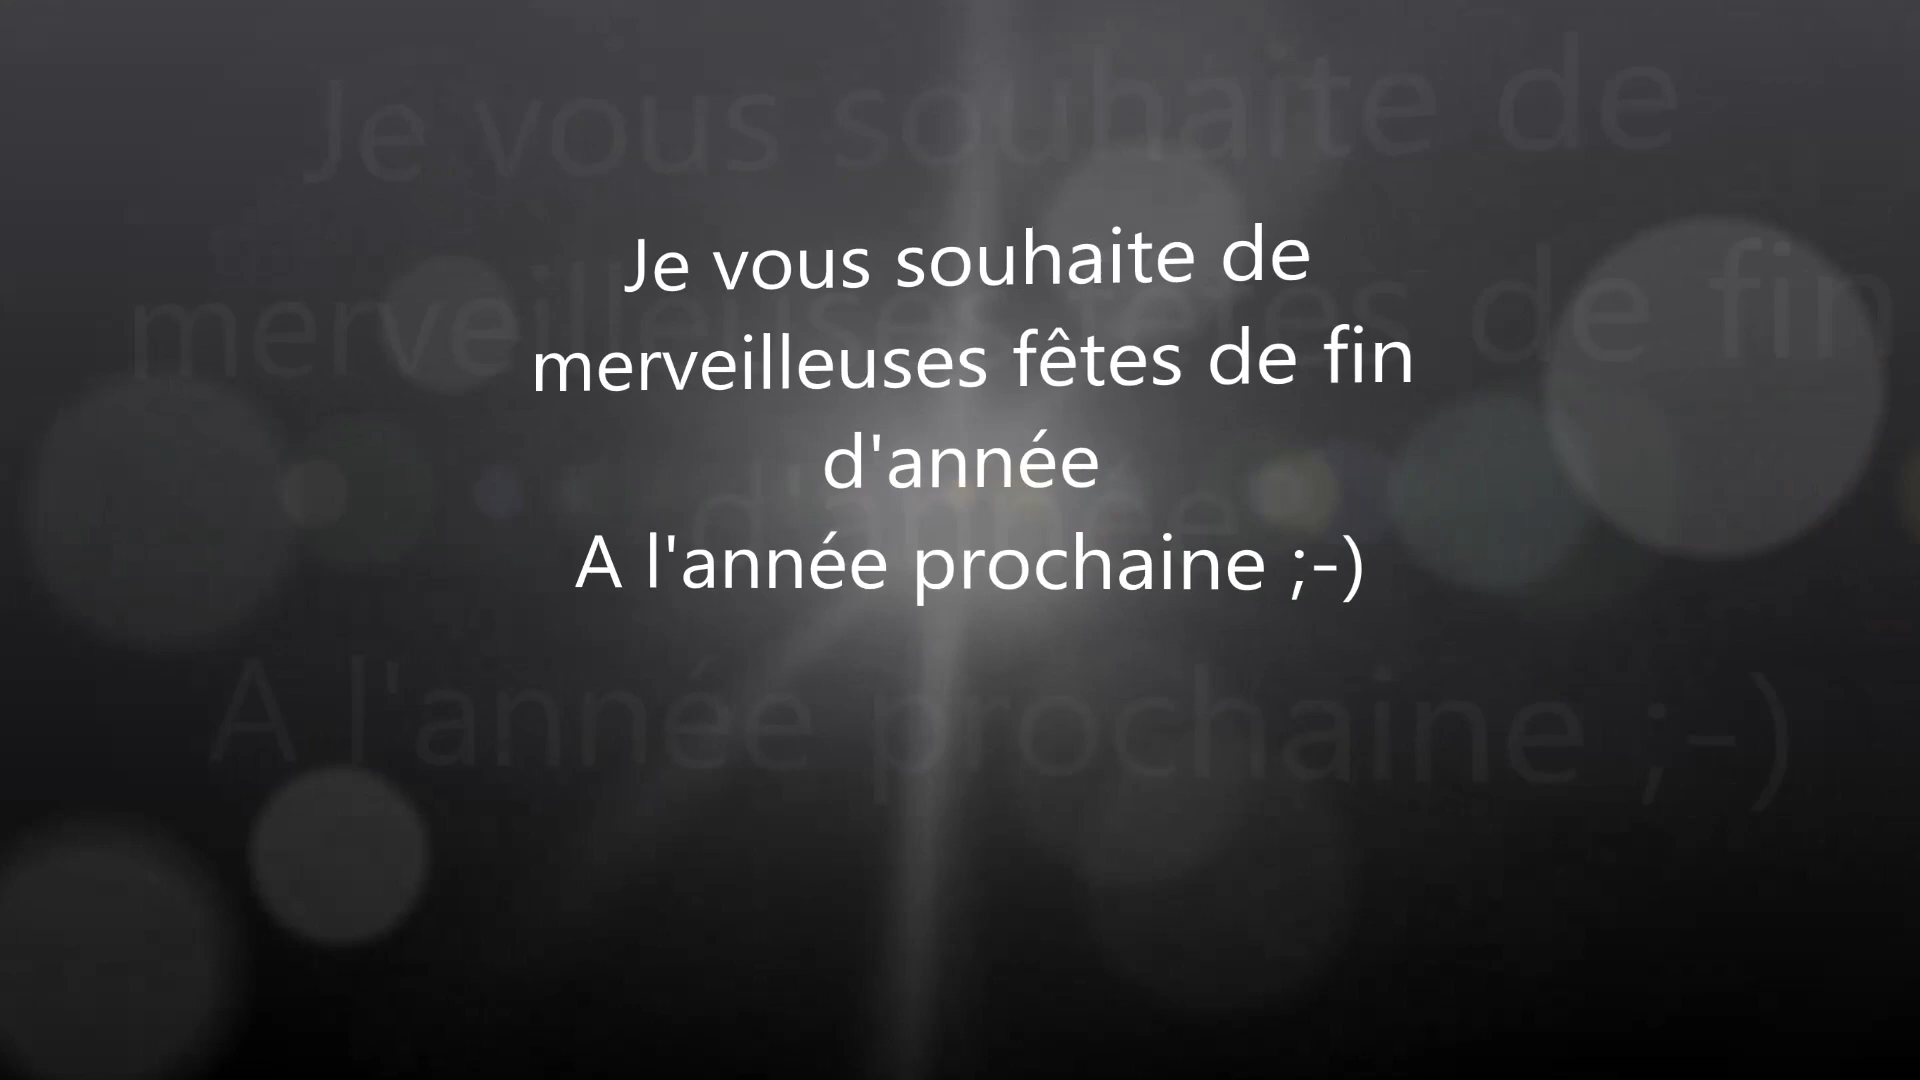 Je vous souhaite de
merveilleuses fêtes de fin
d'année
A l'année prochaine ;-)